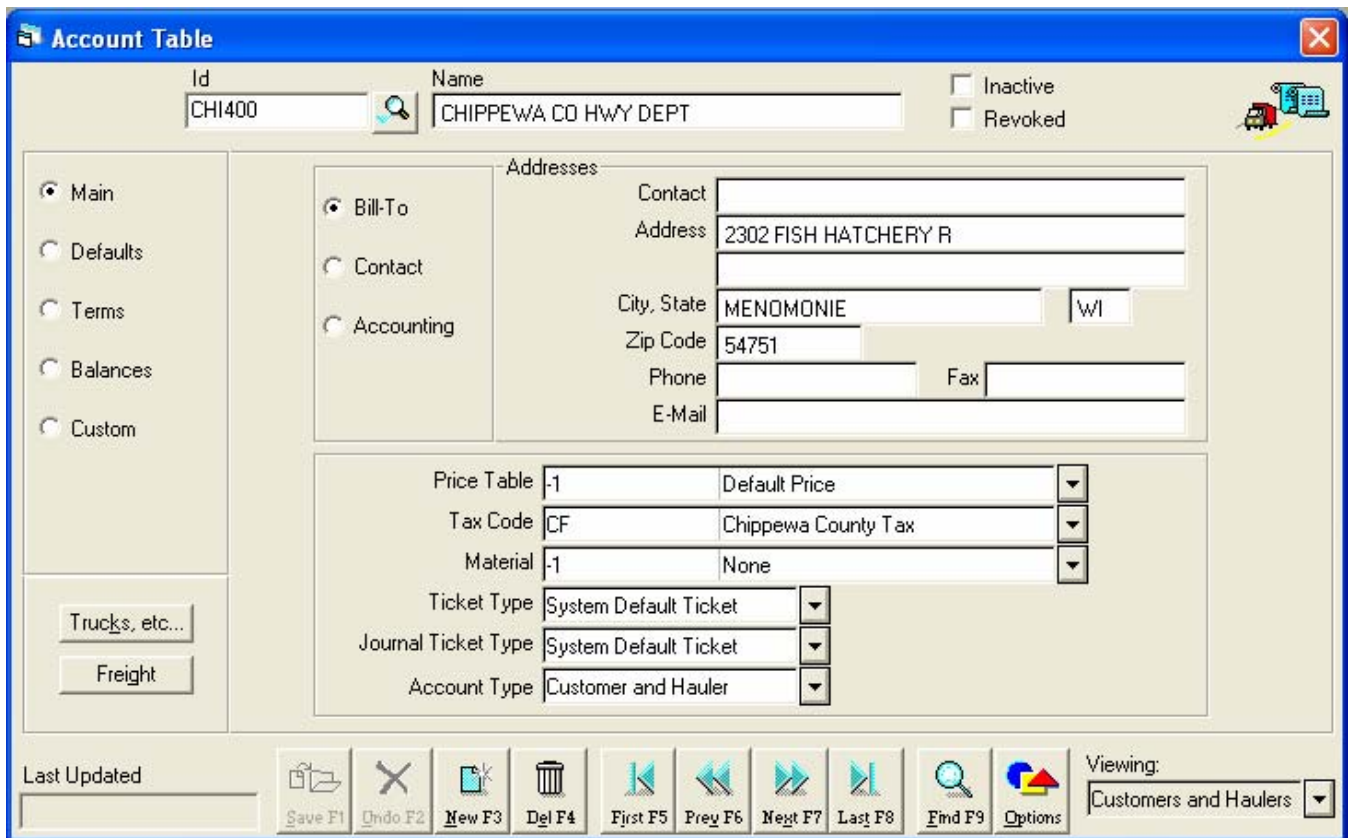 Account Table
Id Name
CHI400 CHIPPEWA CO HWY DEPT
Inactive
Revoked
Main
Defaults
Terms
Balances
Custom
Trucks, etc...
Freight
Bill-To
Contact
Accounting
Addresses
Contact
Address 2302 FISH HATCHERY R
City, State MENOMONIE WI
Zip Code 54751
Phone Fax
E-Mail
Price Table -1 Default Price
Tax Code CF Chippewa County Tax
Material -1 None
Ticket Type System Default Ticket
Journal Ticket Type System Default Ticket
Account Type Customer and Hauler
Last Updated
Save F1 Undo F2 New F3 Del F4 First F5 Prev F6 Next F7 Last F8 Find F9 Options
Viewing:
Customers and Haulers